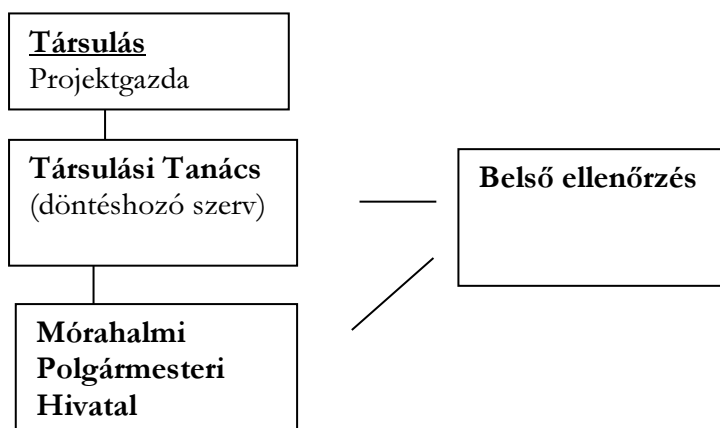 Társulás
Projektgazda
Társulási Tanács
(döntéshozó szerv)
Belső ellenőrzés
Mórahalmi
Polgármesteri
Hivatal